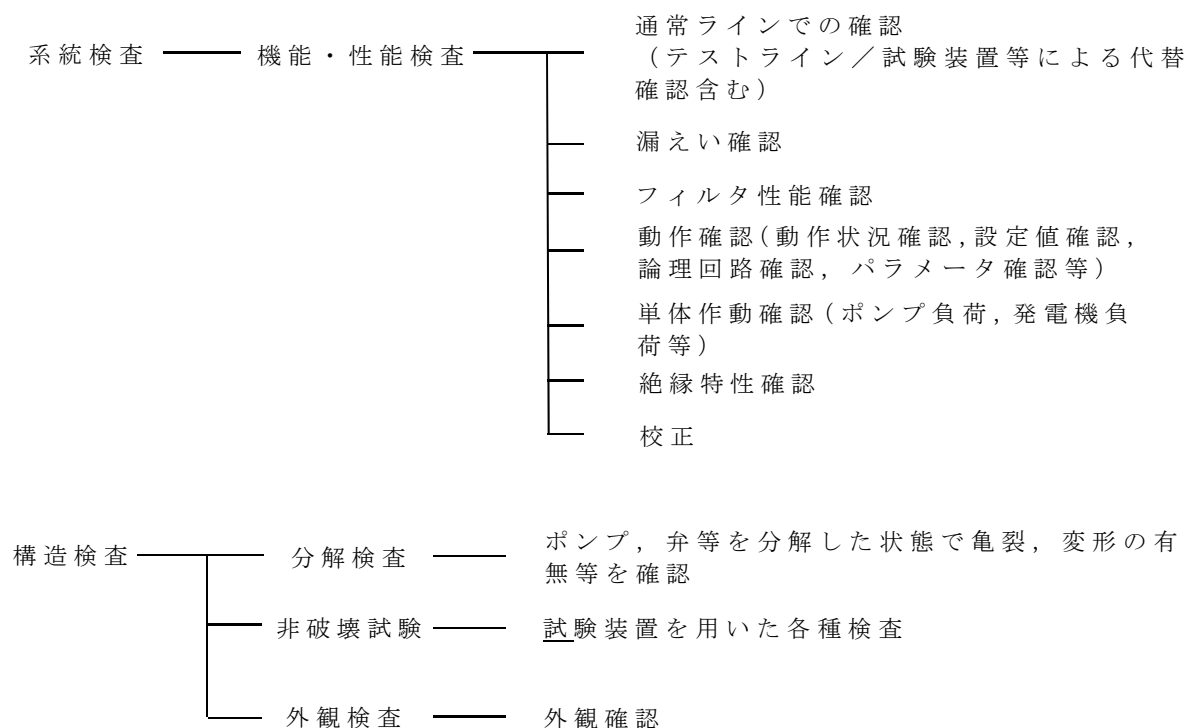 系統検査
機能・性能検査
通常ラインでの確認
(テストライン／試験装置等による代替
確認含む)
漏えい確認
フィルタ性能確認
動作確認(動作状況確認,設定値確認,
論理回路確認, パラメータ確認等)
単体作動確認(ポンプ負荷,発電機負
荷等)
絶縁特性確認
校正
構造検査
分解検査
ポンプ, 弁等を分解した状態で亀裂, 変形の有
無等を確認
非破壊試験
試験装置を用いた各種検査
外観検査
外観確認